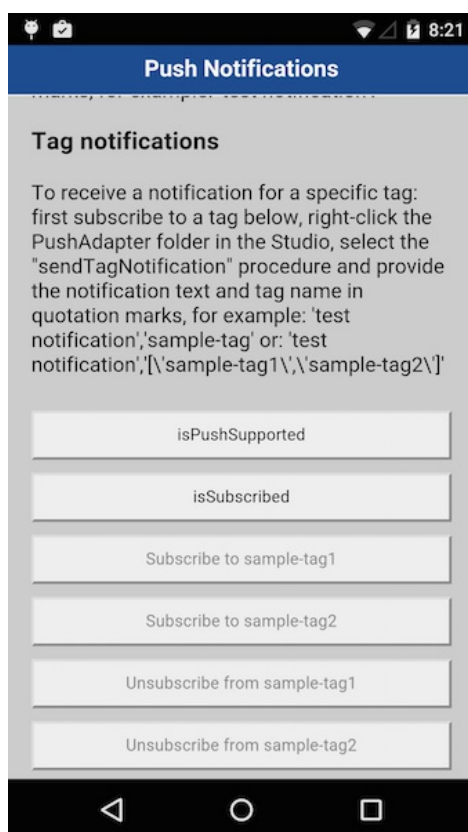 8:21
Push Notifications
Tag notifications
To receive a notification for a specific tag:
first subscribe to a tag below, right-click the
PushAdapter folder in the Studio, select the
"sendTagNotification" procedure and provide
the notification text and tag name in
quotation marks, for example: 'test
notification','sample-tag' or: 'test
notification','[\'sample-tag1\',\'sample-tag2\']'
isPushSupported
isSubscribed
Subscribe to sample-tag1
Subscribe to sample-tag2
Unsubscribe from sample-tag1
Unsubscribe from sample-tag2